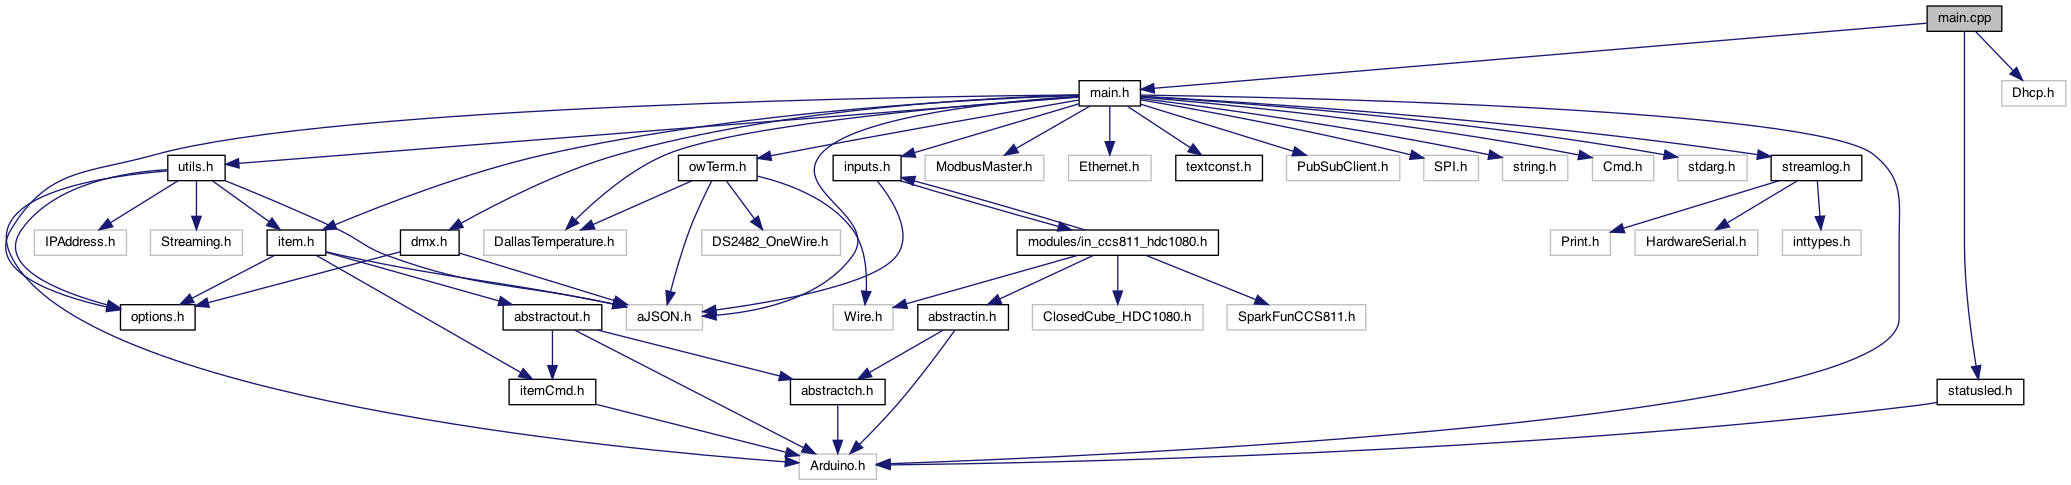 main.cpp
main.h
Dhcp.h
utils.h
owTerm.h
inputs.h
ModbusMaster.h
Ethernet.h
textconst.h
PubSubClient.h
SPI.h
string.h
Cmd.h
stdarg.h
streamlog.h
IPAddress.h
Streaming.h
item.h
dmx.h
DallasTemperature.h
DS2482_OneWire.h
modules/in_ccs811_hdc1080.h
Print.h
HardwareSerial.h
inttypes.h
options.h
abstractout.h
aJSON.h
Wire.h
abstractin.h
ClosedCube_HDC1080.h
SparkFunCCS811.h
itemCmd.h
abstractch.h
statusled.h
Arduino.h